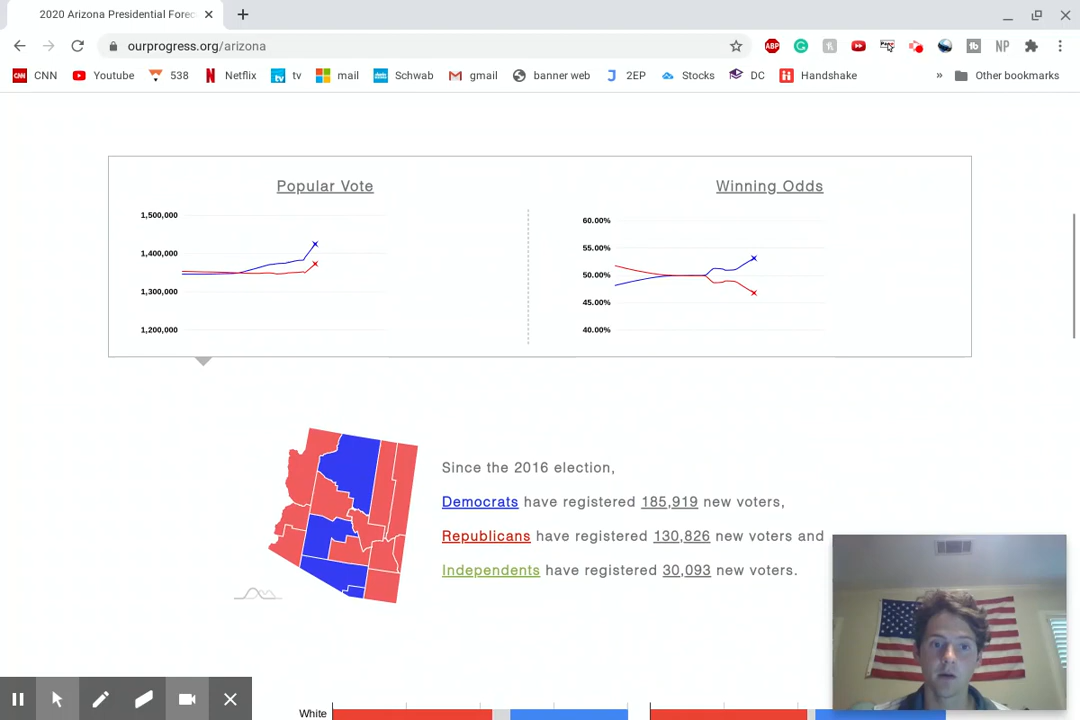 2020 Arizona Presidential Forec
ourprogress.org/arizona
ABP
tb
NP
CNN
Youtube
538
Netflix
tv
mail
Schwab
gmail
banner web
2EP
Stocks
DC
Handshake
»
Other bookmarks
Popular Vote
1,500,000
1,400,000
1,300,000
1,200,000
Winning Odds
60.00%
55.00%
50.00%
45.00%
40.00%
Since the 2016 election,
Democrats have registered 185,919 new voters,
Republicans have registered 130,826 new voters and
Independents have registered 30,093 new voters.
White